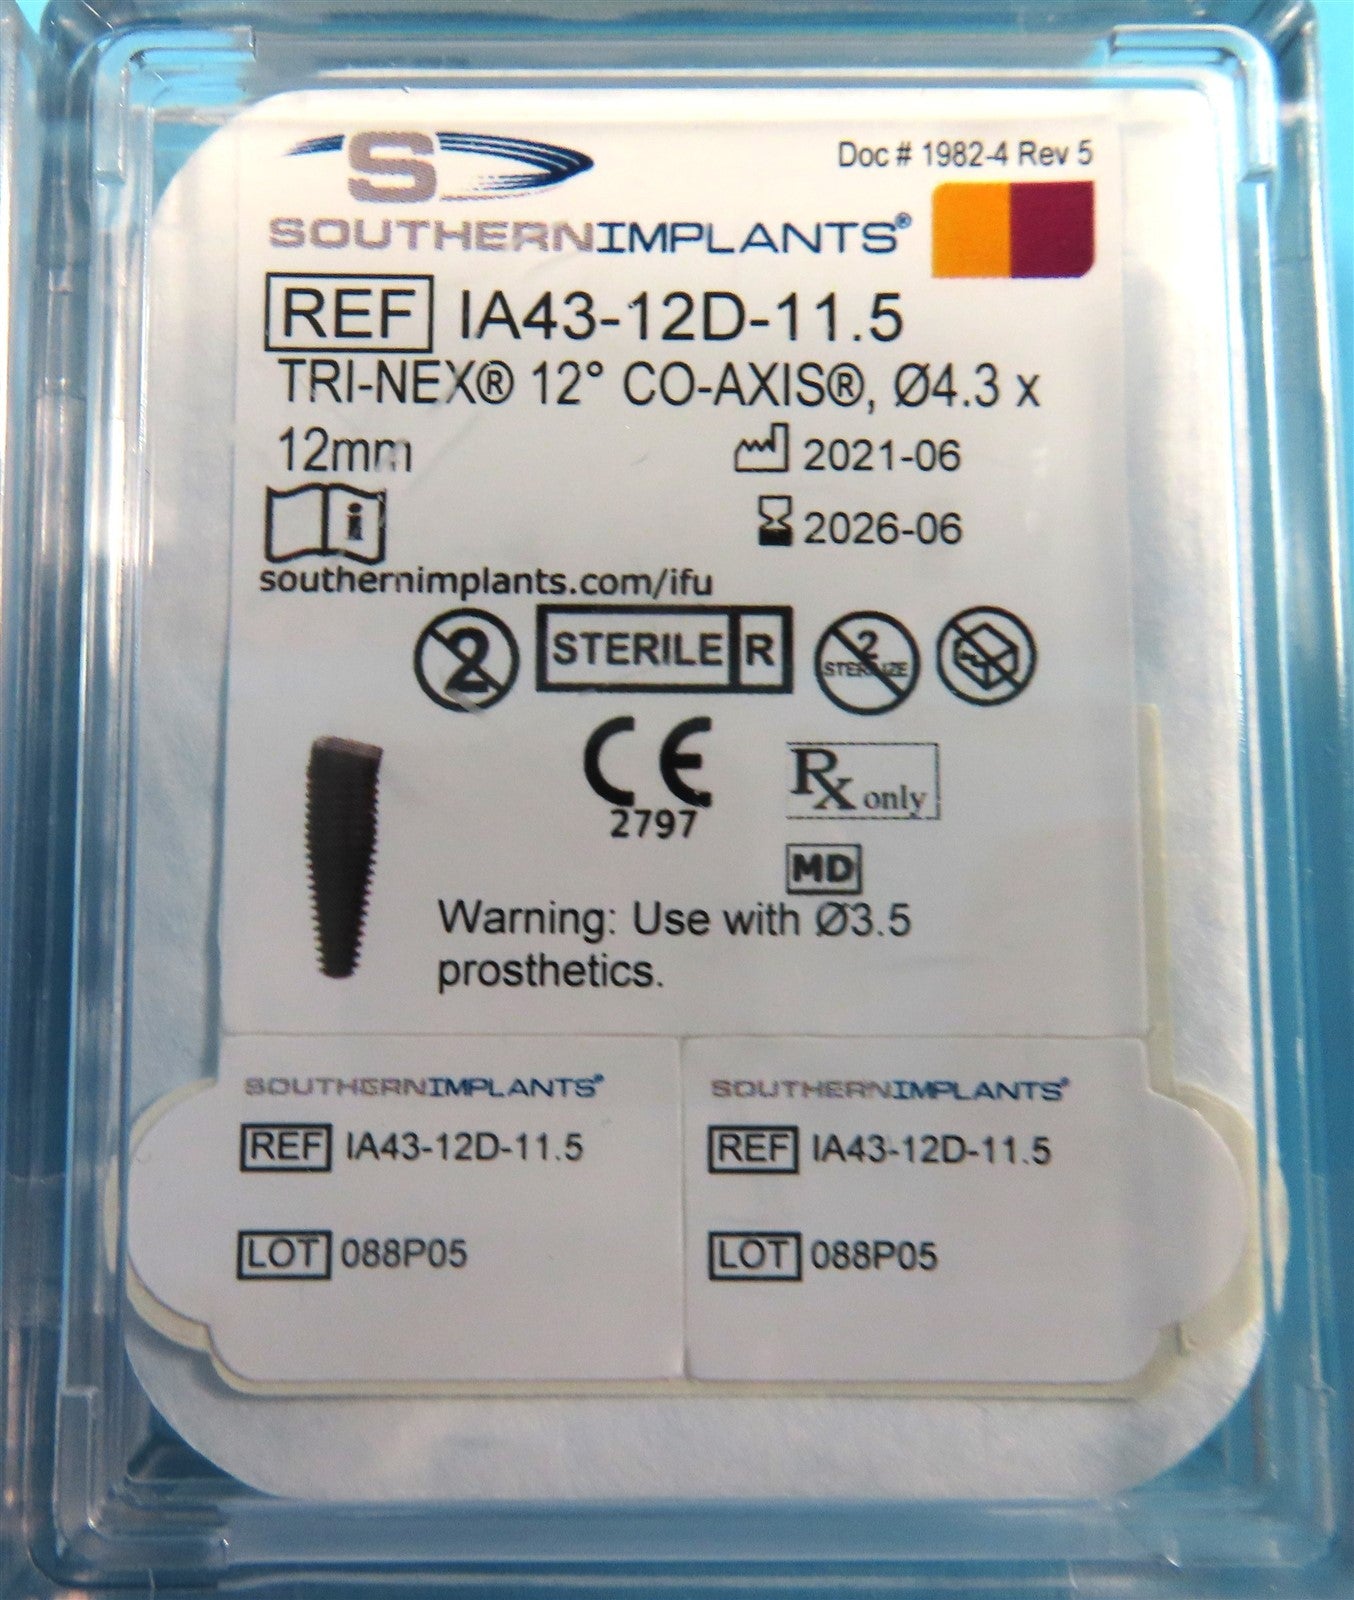 Doc # 1982-4 Rev 5
S
SOUTHERNIMPLANTS®
REF IA43-12D-11.5
TRI-NEX® 12° CO-AXIS®, Ø4.3 x
12mm
2021-06
i
2026-06
southernimplants.com/ifu
2 STERILE R 2 STERILIZE
CE
2797
Rx only
MD
Warning: Use with Ø3.5
prosthetics.
SOUTHERNIMPLANTS®
REF IA43-12D-11.5
LOT 088P05
SOUTHERNIMPLANTS®
REF IA43-12D-11.5
LOT 088P05